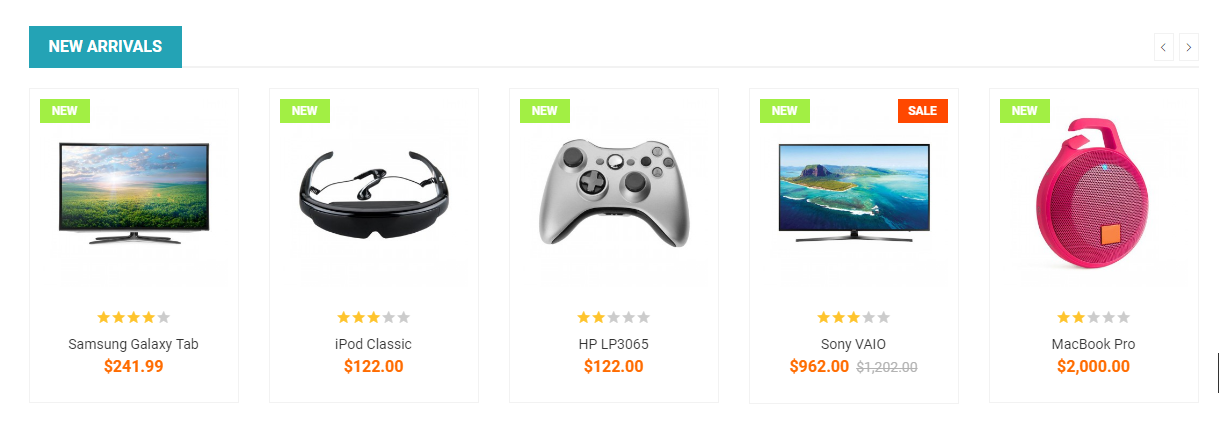 NEW ARRIVALS
NEW
NEW
NEW
NEW
SALE
NEW
Samsung Galaxy Tab
$241.99
iPod Classic
$122.00
HP LP3065
$122.00
Sony VAIO
$962.00 $1,202.00
MacBook Pro
$2,000.00